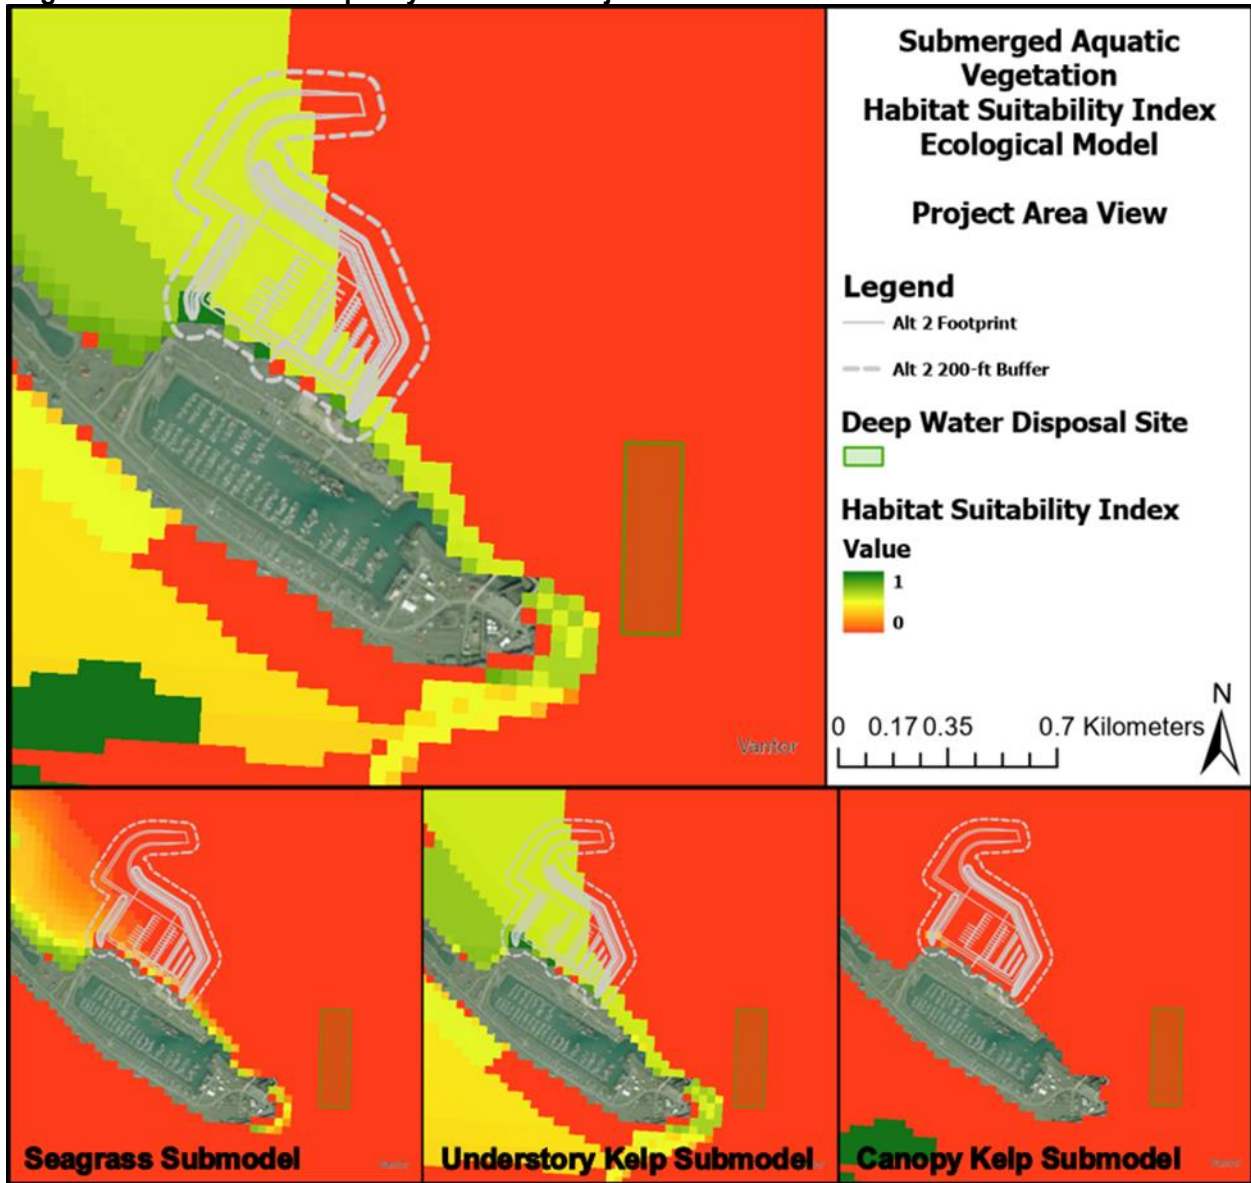 Submerged Aquatic
Vegetation
Habitat Suitability Index
Ecological Model
Project Area View
Legend
Alt 2 Footprint
Alt 2 200-ft Buffer
Deep Water Disposal Site
Habitat Suitability Index
Value
1
0
N
0 0.17 0.35 0.7 Kilometers
Vantor
Seagrass Submodel
Understory Kelp Submodel
Canopy Kelp Submodel